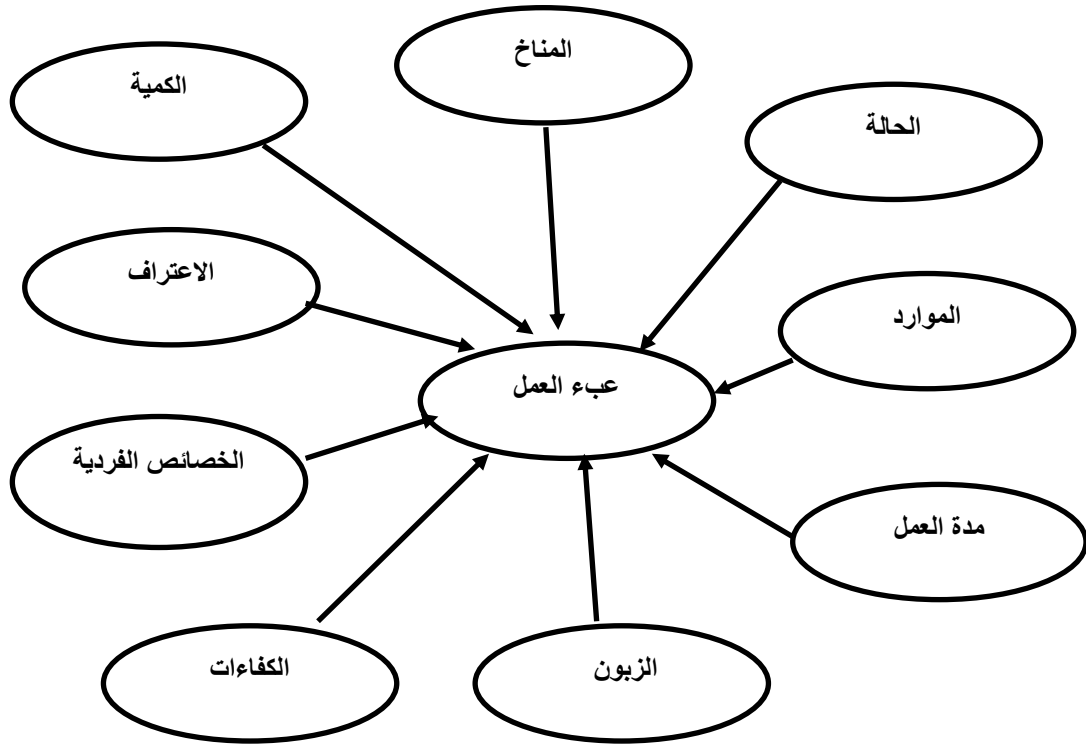 المناخ
الكمية
الحالة
الاعتراف
الموارد
عبء العمل
الخصائص الفردية
مدة العمل
الكفاءات
الزبون